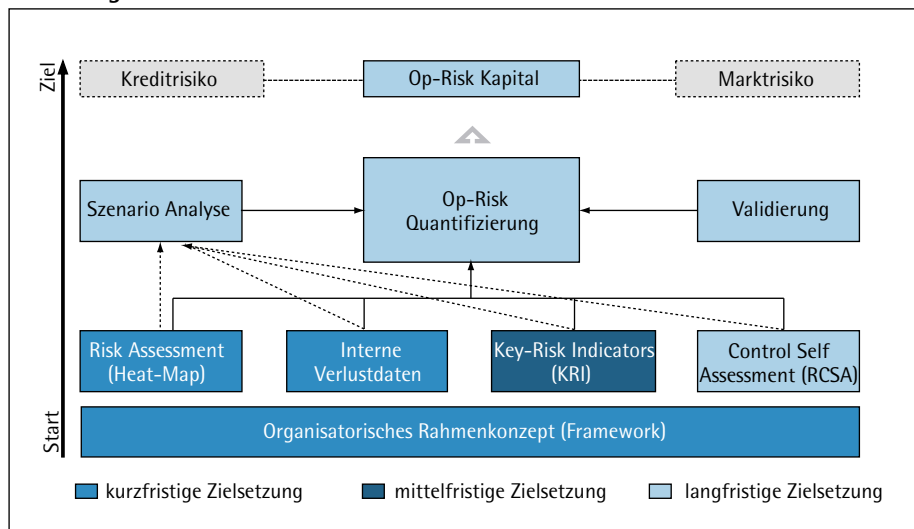 Ziel
Kreditrisiko
Op-Risk Kapital
Marktrisiko
Szenario Analyse
Op-Risk
Quantifizierung
Validierung
Risk Assessment
(Heat-Map)
Interne
Verlustdaten
Key-Risk Indicators
(KRI)
Control Self
Assessment (RCSA)
Start
Organisatorisches Rahmenkonzept (Framework)
kurzfristige Zielsetzung
mittelfristige Zielsetzung
langfristige Zielsetzung